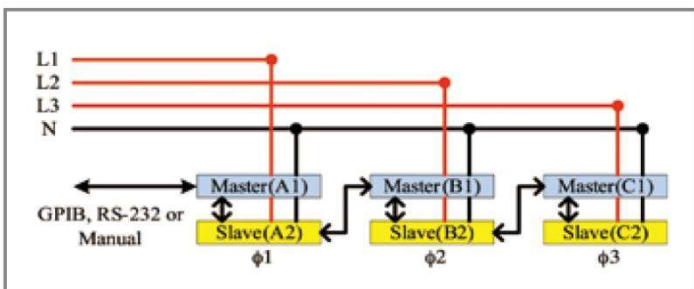 L1
L2
L3
N
Master(A1) Master(B1) Master(C1)
GPIB, RS-232 or
Manual
Slave(A2) Slave(B2) Slave(C2)
ϕ1 ϕ2 ϕ3